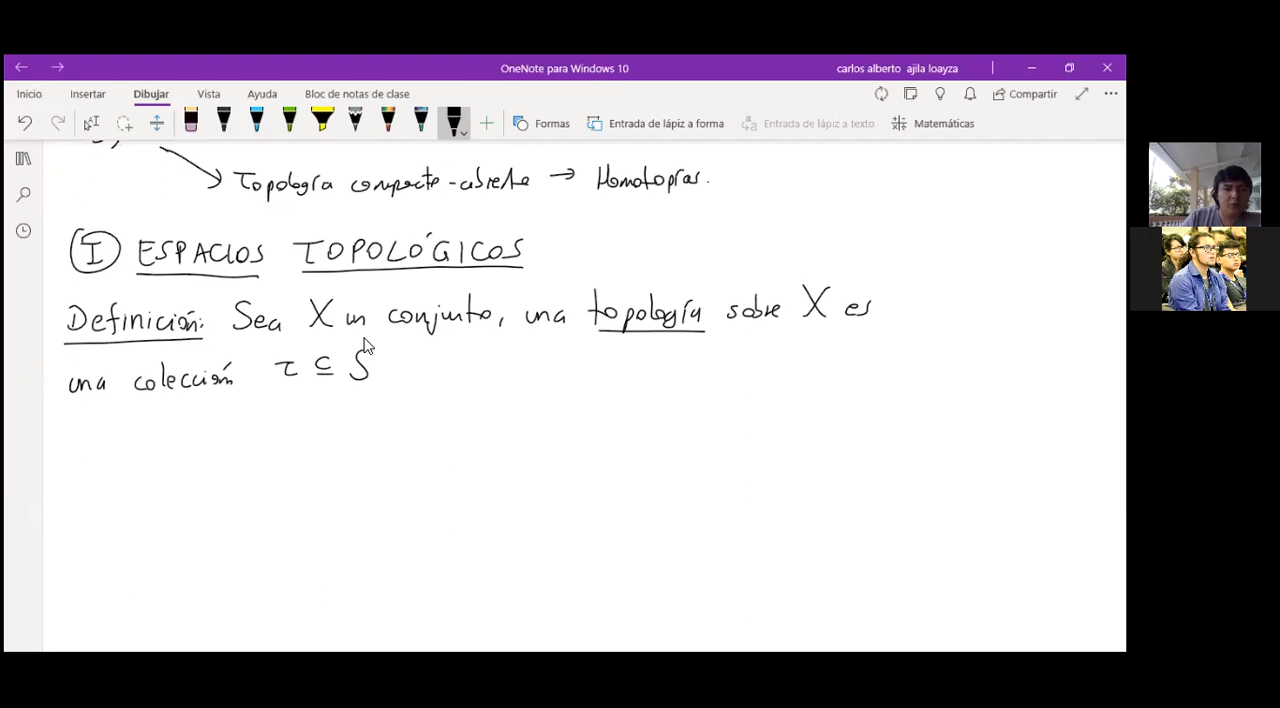 OneNote para Windows 10
carlos alberto ajila loayza
Inicio Insertar Dibujar Vista Ayuda Bloc de notas de clase
Compartir
Formas Entrada de lápiz a forma Entrada de lápiz a texto Matemáticas
Topología compacto-abierta → Homotopías.
I ESPACIOS TOPOLÓGICOS
Definición: Sea X un conjunto, una topología sobre X es
una colección τ ⊆